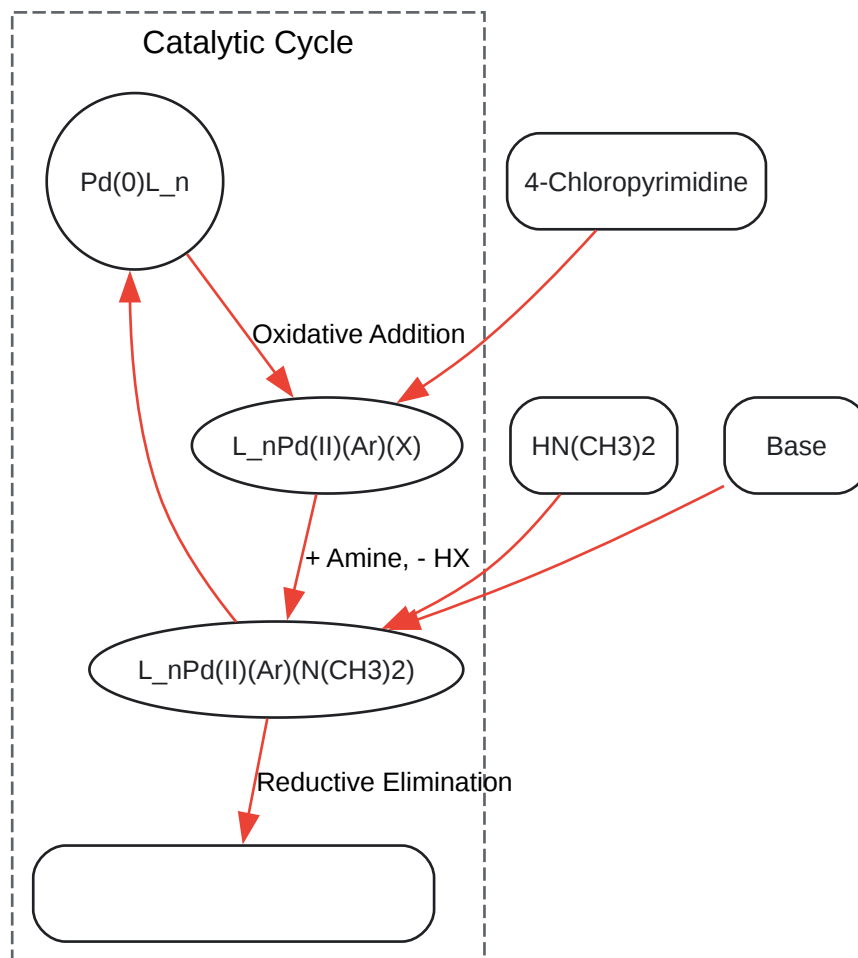 Catalytic Cycle
Pd(0)L_n
4-Chloropyrimidine
Oxidative Addition
L_nPd(II)(Ar)(X)
HN(CH3)2
Base
+ Amine, - HX
L_nPd(II)(Ar)(N(CH3)2)
Reductive Elimination